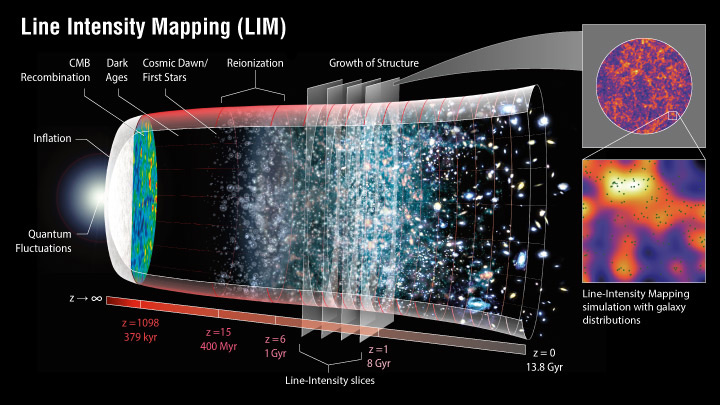 Line Intensity Mapping (LIM)
CMB
Recombination
Dark
Ages
Cosmic Dawn/
First Stars
Reionization
Growth of Structure
Inflation
Quantum
Fluctuations
z → ∞
z = 1098
379 kyr
z = 15
400 Myr
z = 6
1 Gyr
z = 1
8 Gyr
z = 0
13.8 Gyr
Line-Intensity slices
Line-Intensity Mapping
simulation with galaxy
distributions